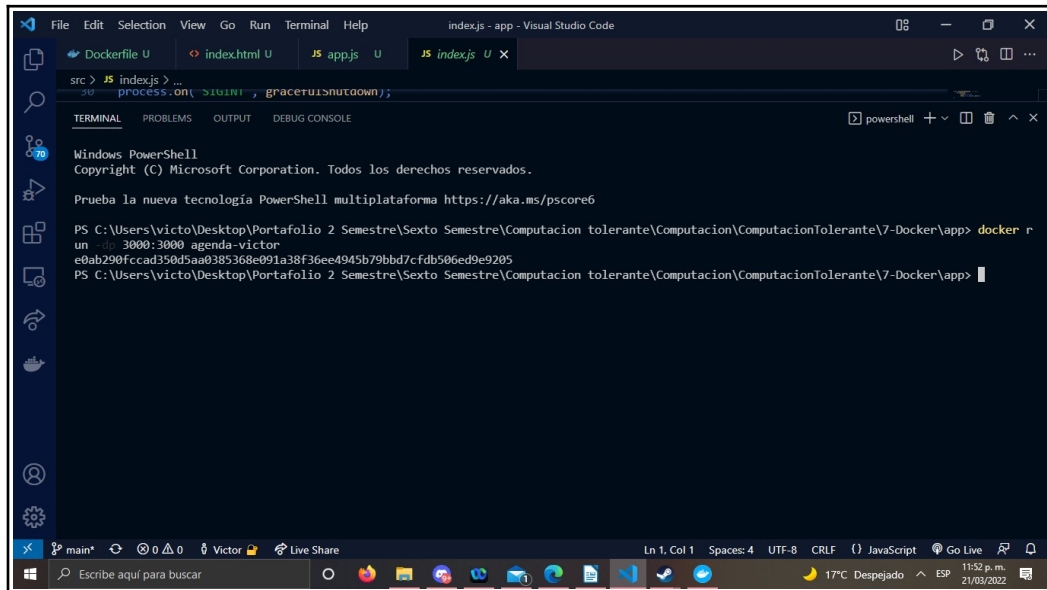 File Edit Selection View Go Run Terminal Help index.js - app - Visual Studio Code
Dockerfile U index.html U JS app.js U JS index.js U
src > JS index.js > ...
30 process.on('SIGINT', gracefulShutdown);
TERMINAL PROBLEMS OUTPUT DEBUG CONSOLE powershell
Windows PowerShell
Copyright (C) Microsoft Corporation. Todos los derechos reservados.
Prueba la nueva tecnología PowerShell multiplataforma https://aka.ms/pscore6
PS C:\Users\victo\Desktop\Portafolio 2 Semestre\Sexto Semestre\Computacion tolerante\Computacion\ComputacionTolerante\7-Docker\app> docker r
un -dp 3000:3000 agenda-victor
e0ab290fccad350d5aa0385368e091a38f36ee4945b79bbd7cfdb506ed9e9205
PS C:\Users\victo\Desktop\Portafolio 2 Semestre\Sexto Semestre\Computacion tolerante\Computacion\ComputacionTolerante\7-Docker\app>
70
main* 0 0 Victor Live Share Ln 1, Col 1 Spaces: 4 UTF-8 CRLF {} JavaScript Go Live
Escribe aquí para buscar 1 17°C Despejado ESP 11:52 p. m.
21/03/2022